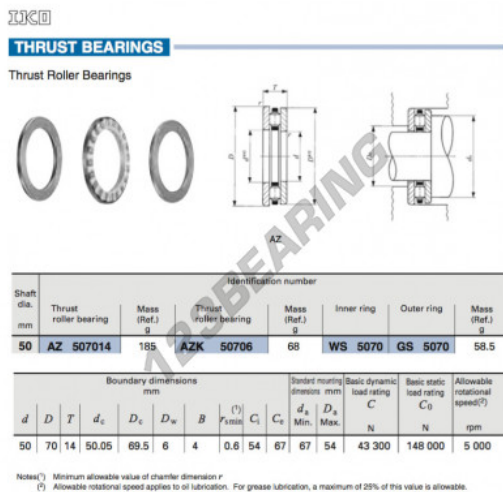 IKO
THRUST BEARINGS
Thrust Roller Bearings
T
r
r
D
d
AZ
123BEARING
Shaft dia. mm
Identification number
Thrust roller bearing
Mass (Ref.) g
Thrust roller bearing
Mass (Ref.) g
Inner ring
Outer ring
Mass (Ref.) g
50 AZ 507014 185 AZK 50706 68 WS 5070 GS 5070 58.5
Boundary dimensions
mm
Standard mounting dimensions mm
Basic dynamic load rating C N
Basic static load rating C₀ N
Allowable rotational speed(²) rpm
d D T dc Dc Dw B rsmin(¹) Ci Ce da Min. Da Max.
50 70 14 50.05 69.5 6 4 0.6 54 67 67 54 43 300 148 000 5 000
Notes(¹) Minimum allowable value of chamfer dimension r
(²) Allowable rotational speed applies to oil lubrication. For grease lubrication, a maximum of 25% of this value is allowable.